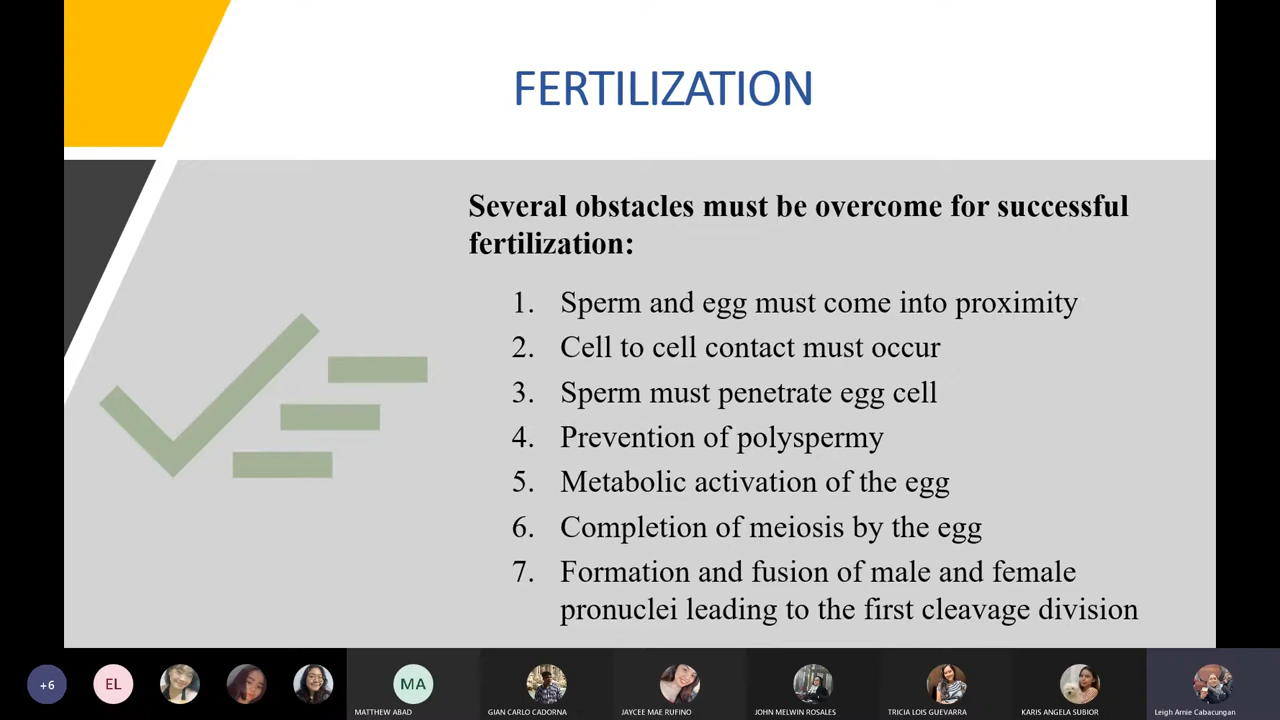 FERTILIZATION
Several obstacles must be overcome for successful
fertilization:
1. Sperm and egg must come into proximity
2. Cell to cell contact must occur
3. Sperm must penetrate egg cell
4. Prevention of polyspermy
5. Metabolic activation of the egg
6. Completion of meiosis by the egg
7. Formation and fusion of male and female
pronuclei leading to the first cleavage division
+6
EL
MA
MATTHEW ABAD
GIAN CARLO CADORNA
JAYCEE MAE RUFINO
JOHN MELWIN ROSALES
TRICIA LOIS GUEVARRA
KARIS ANGELA SUBIOR
Leigh Arnie Cabacungan